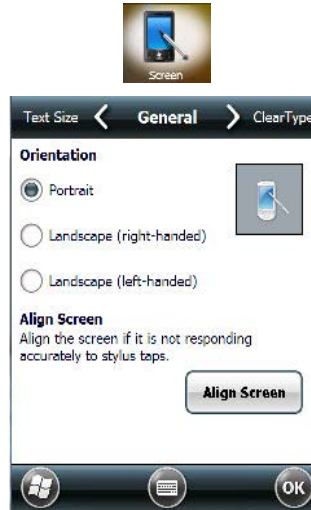 Screen
Text Size General ClearType
Orientation
Portrait
Landscape (right-handed)
Landscape (left-handed)
Align Screen
Align the screen if it is not responding
accurately to stylus taps.
Align Screen
OK